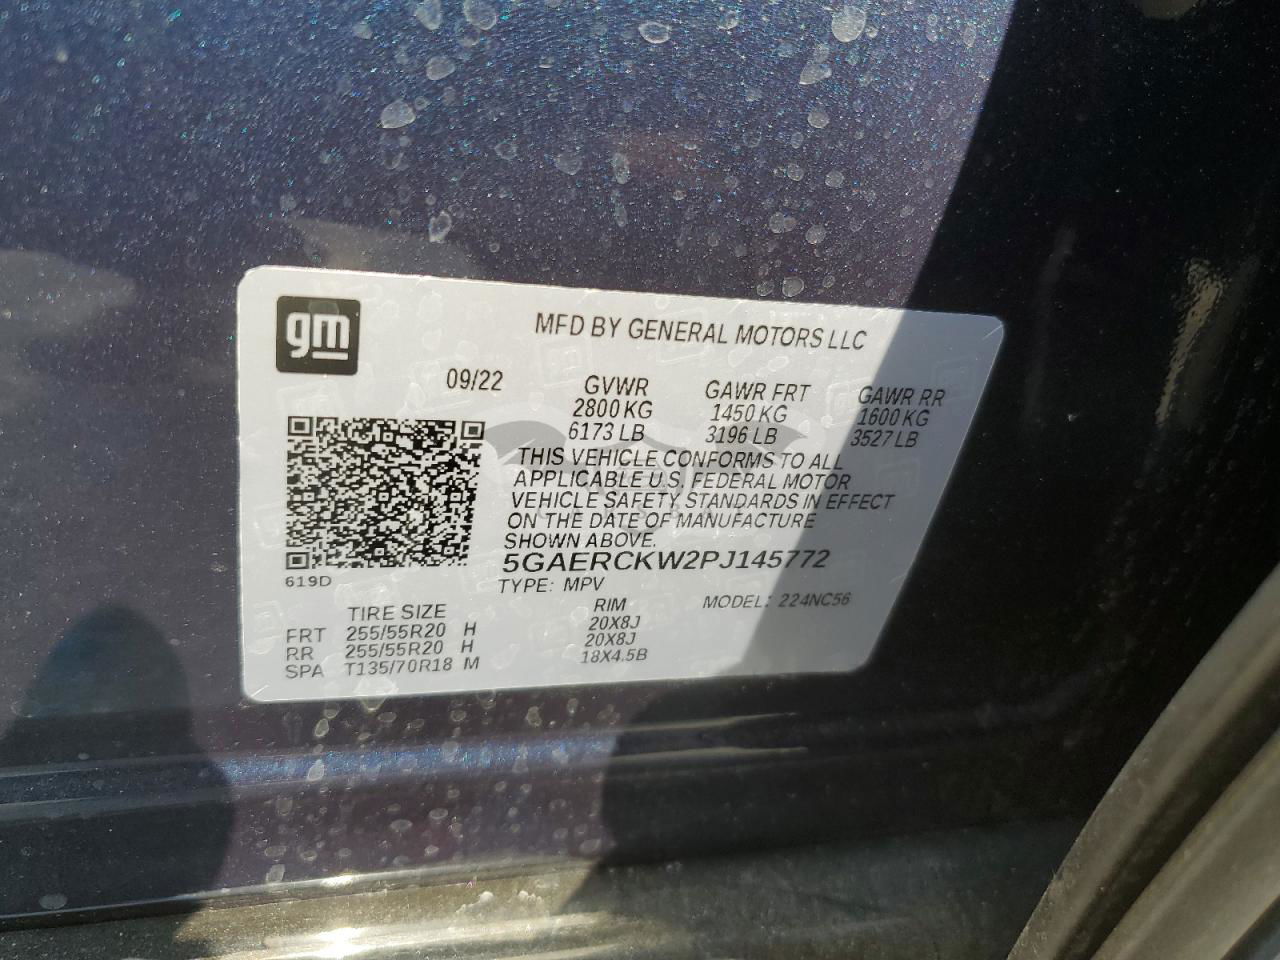 gm
MFD BY GENERAL MOTORS LLC
09/22
GVWR GAWR FRT GAWR RR
2800 KG 1450 KG 1600 KG
6173 LB 3196 LB 3527 LB
THIS VEHICLE CONFORMS TO ALL
APPLICABLE U.S. FEDERAL MOTOR
VEHICLE SAFETY STANDARDS IN EFFECT
ON THE DATE OF MANUFACTURE
SHOWN ABOVE.
5GAERCKW2PJ145772
619D
TYPE: MPV MODEL: 224NC56
TIRE SIZE RIM
FRT 255/55R20 H 20X8J
RR 255/55R20 H 20X8J
SPA T135/70R18 M 18X4.5B